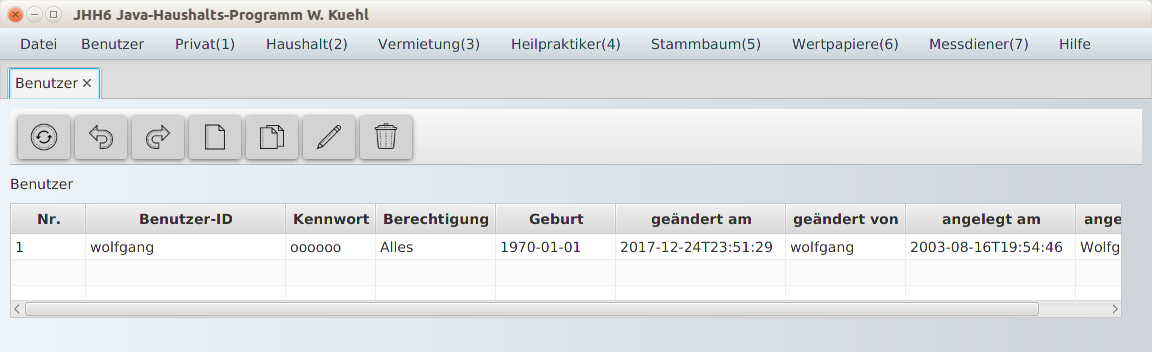 JHH6 Java-Haushalts-Programm W. Kuehl
Datei Benutzer Privat(1) Haushalt(2) Vermietung(3) Heilpraktiker(4) Stammbaum(5) Wertpapiere(6) Messdiener(7) Hilfe
Benutzer
Benutzer
Nr. Benutzer-ID Kennwort Berechtigung Geburt geändert am geändert von angelegt am ange
1 wolfgang oooooo Alles 1970-01-01 2017-12-24T23:51:29 wolfgang 2003-08-16T19:54:46 Wolfg